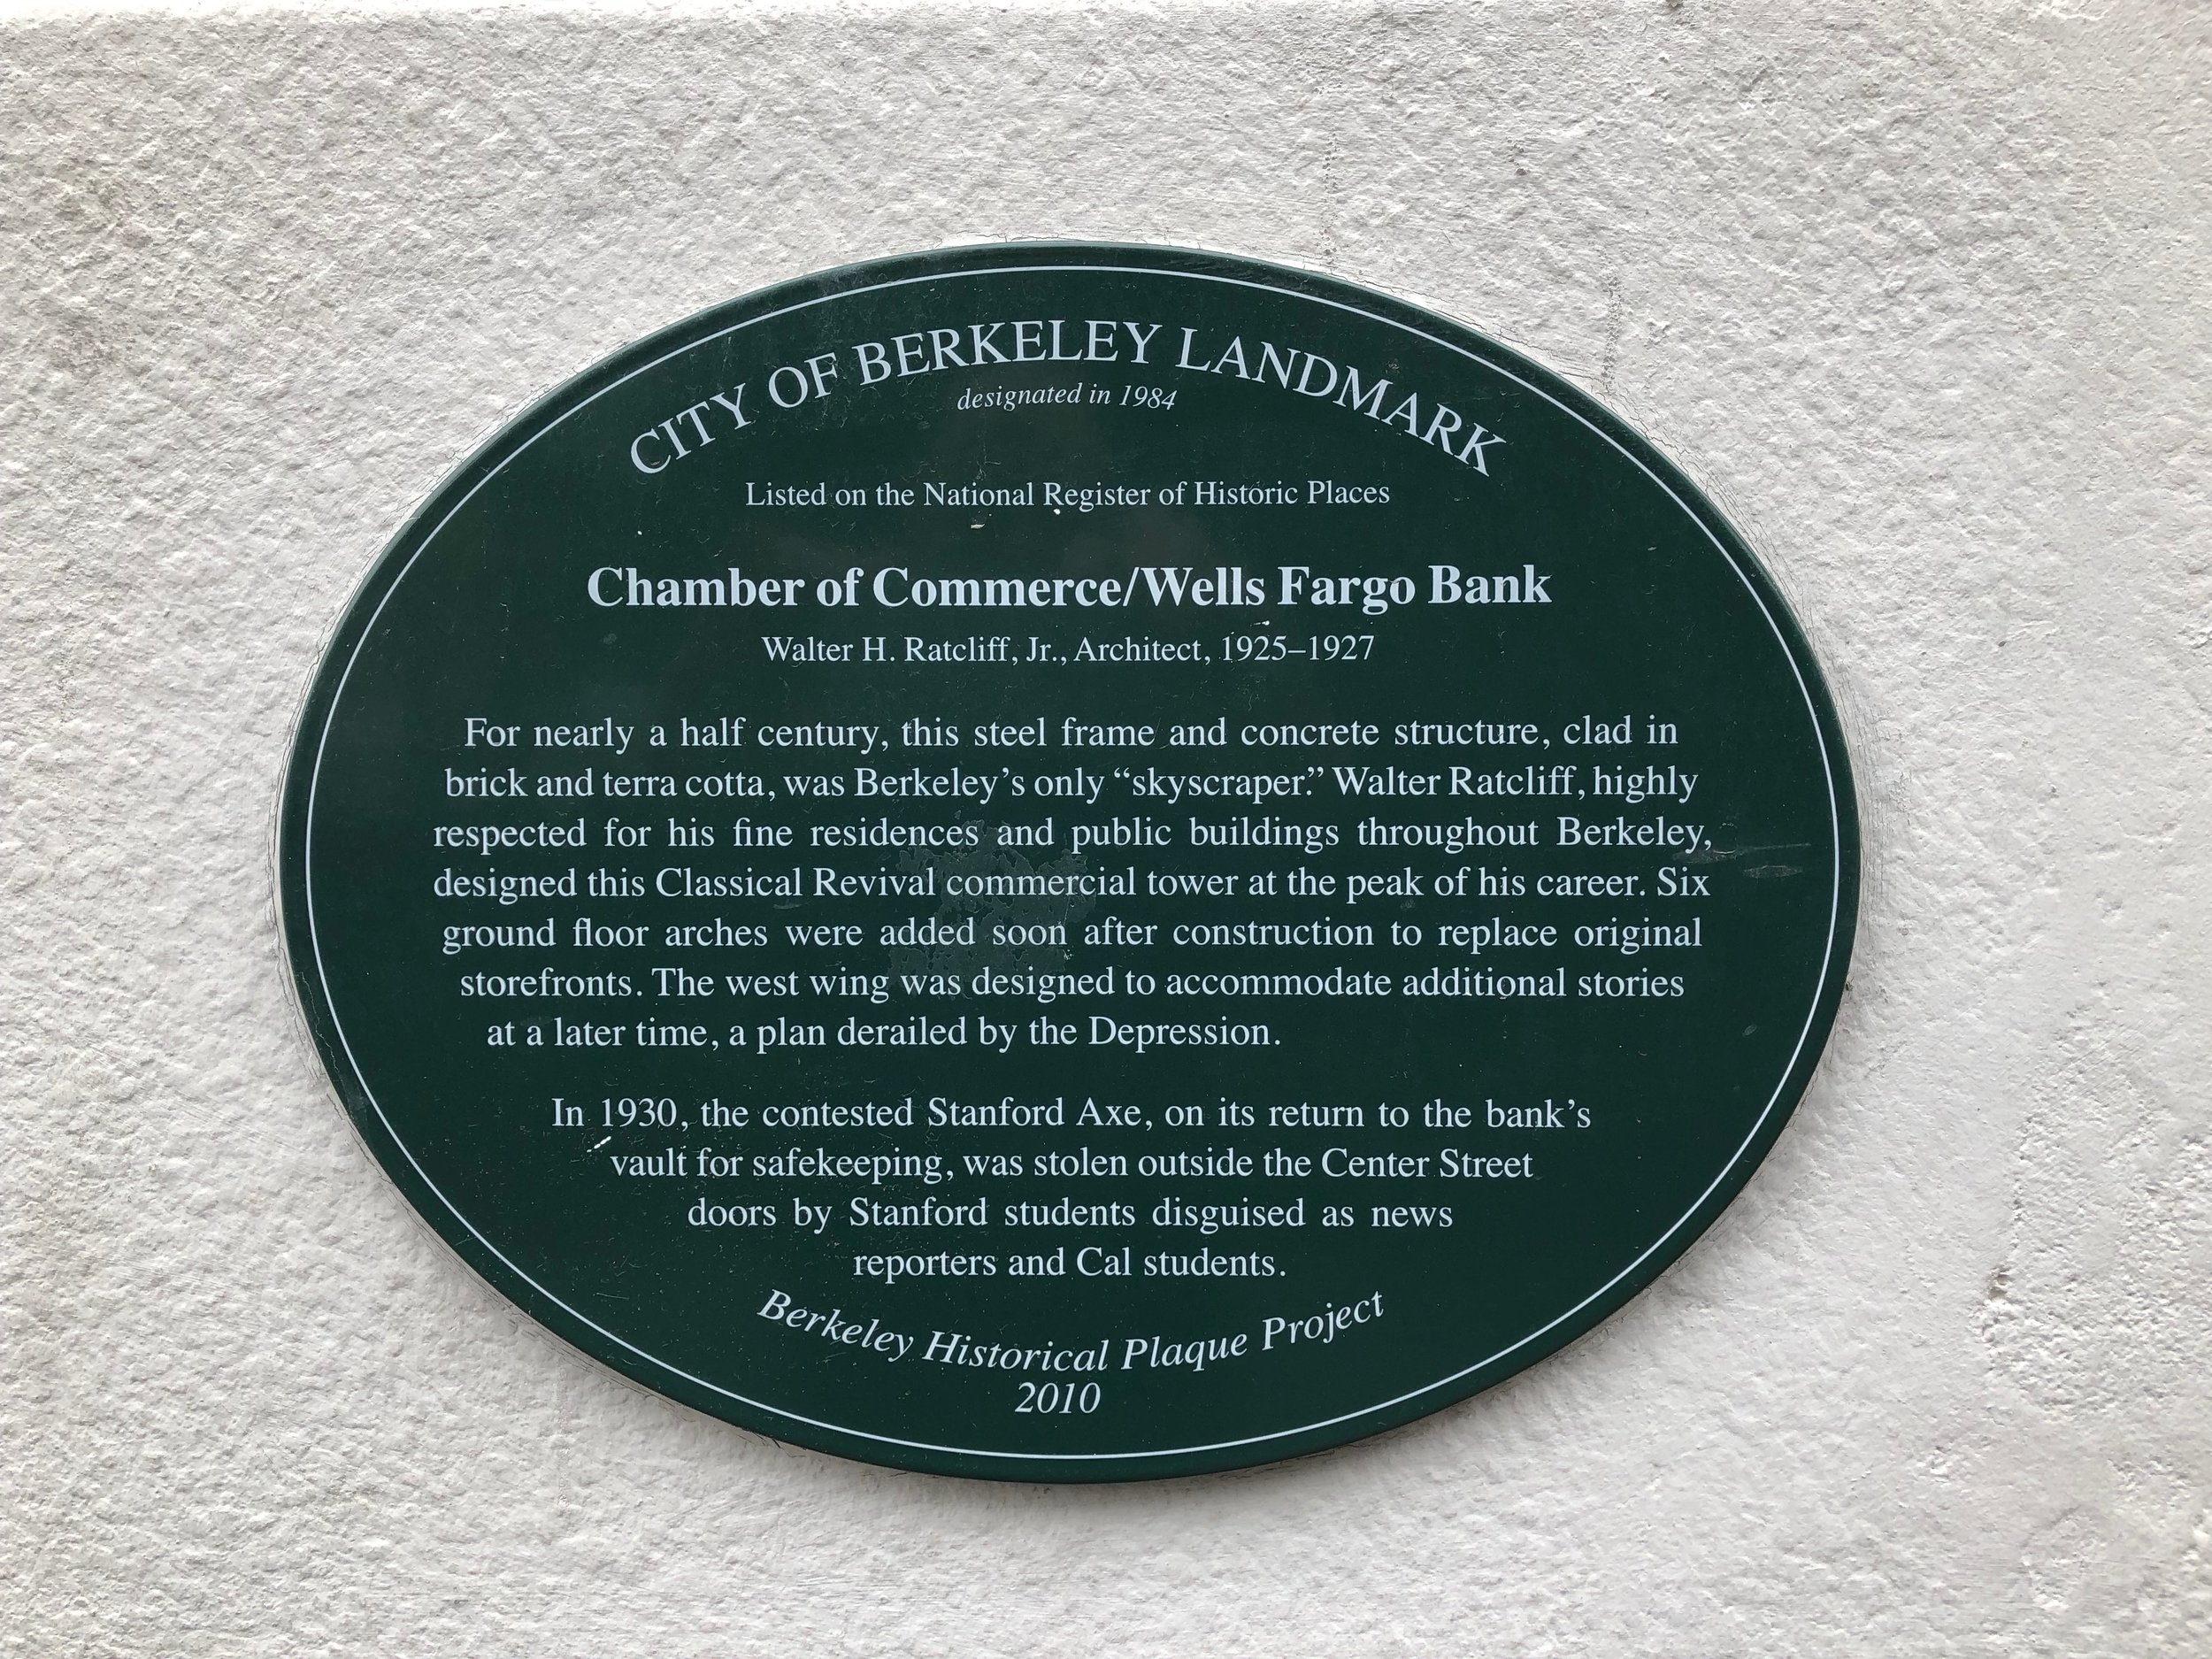 CITY OF BERKELEY LANDMARK
designated in 1984
Listed on the National Register of Historic Places
Chamber of Commerce/Wells Fargo Bank
Walter H. Ratcliff, Jr., Architect, 1925–1927
For nearly a half century, this steel frame and concrete structure, clad in
brick and terra cotta, was Berkeley’s only “skyscraper.” Walter Ratcliff, highly
respected for his fine residences and public buildings throughout Berkeley,
designed this Classical Revival commercial tower at the peak of his career. Six
ground floor arches were added soon after construction to replace original
storefronts. The west wing was designed to accommodate additional stories
at a later time, a plan derailed by the Depression.
In 1930, the contested Stanford Axe, on its return to the bank’s
vault for safekeeping, was stolen outside the Center Street
doors by Stanford students disguised as news
reporters and Cal students.
Berkeley Historical Plaque Project
2010